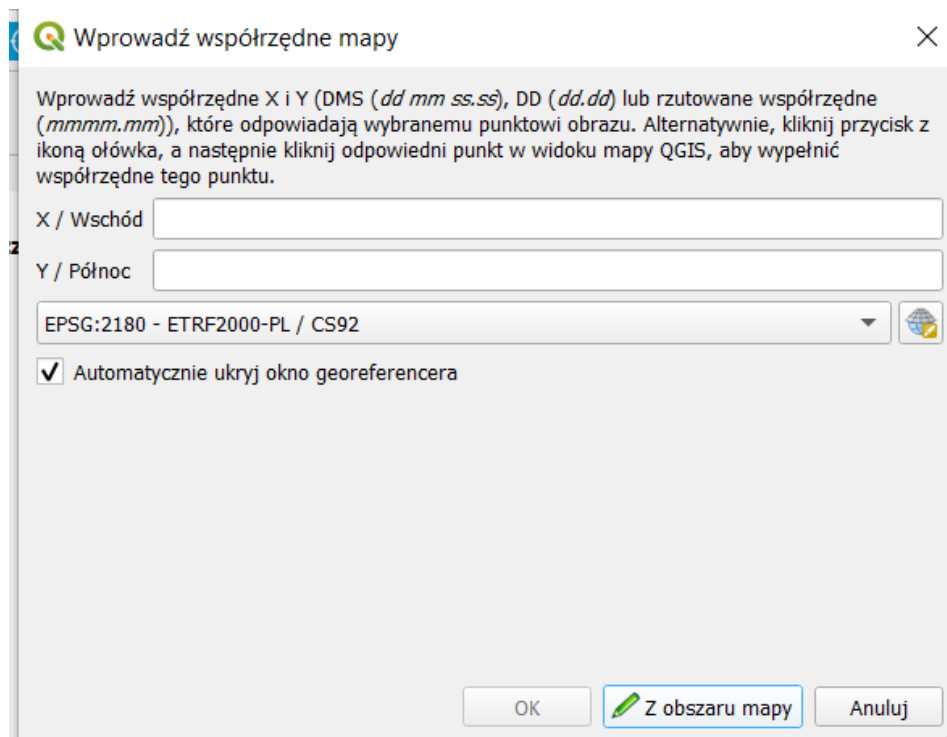 Wprowadź współrzędne mapy
Wprowadź współrzędne X i Y (DMS (dd mm ss.ss), DD (dd.dd) lub rzutowane współrzędne
(mmmm.mm)), które odpowiadają wybranemu punktowi obrazu. Alternatywnie, kliknij przycisk z
ikoną ołówka, a następnie kliknij odpowiedni punkt w widoku mapy QGIS, aby wypełnić
współrzędne tego punktu.
X / Wschód
Y / Północ
EPSG:2180 - ETRF2000-PL / CS92
Automatycznie ukryj okno georeferencera
OK
Z obszaru mapy
Anuluj